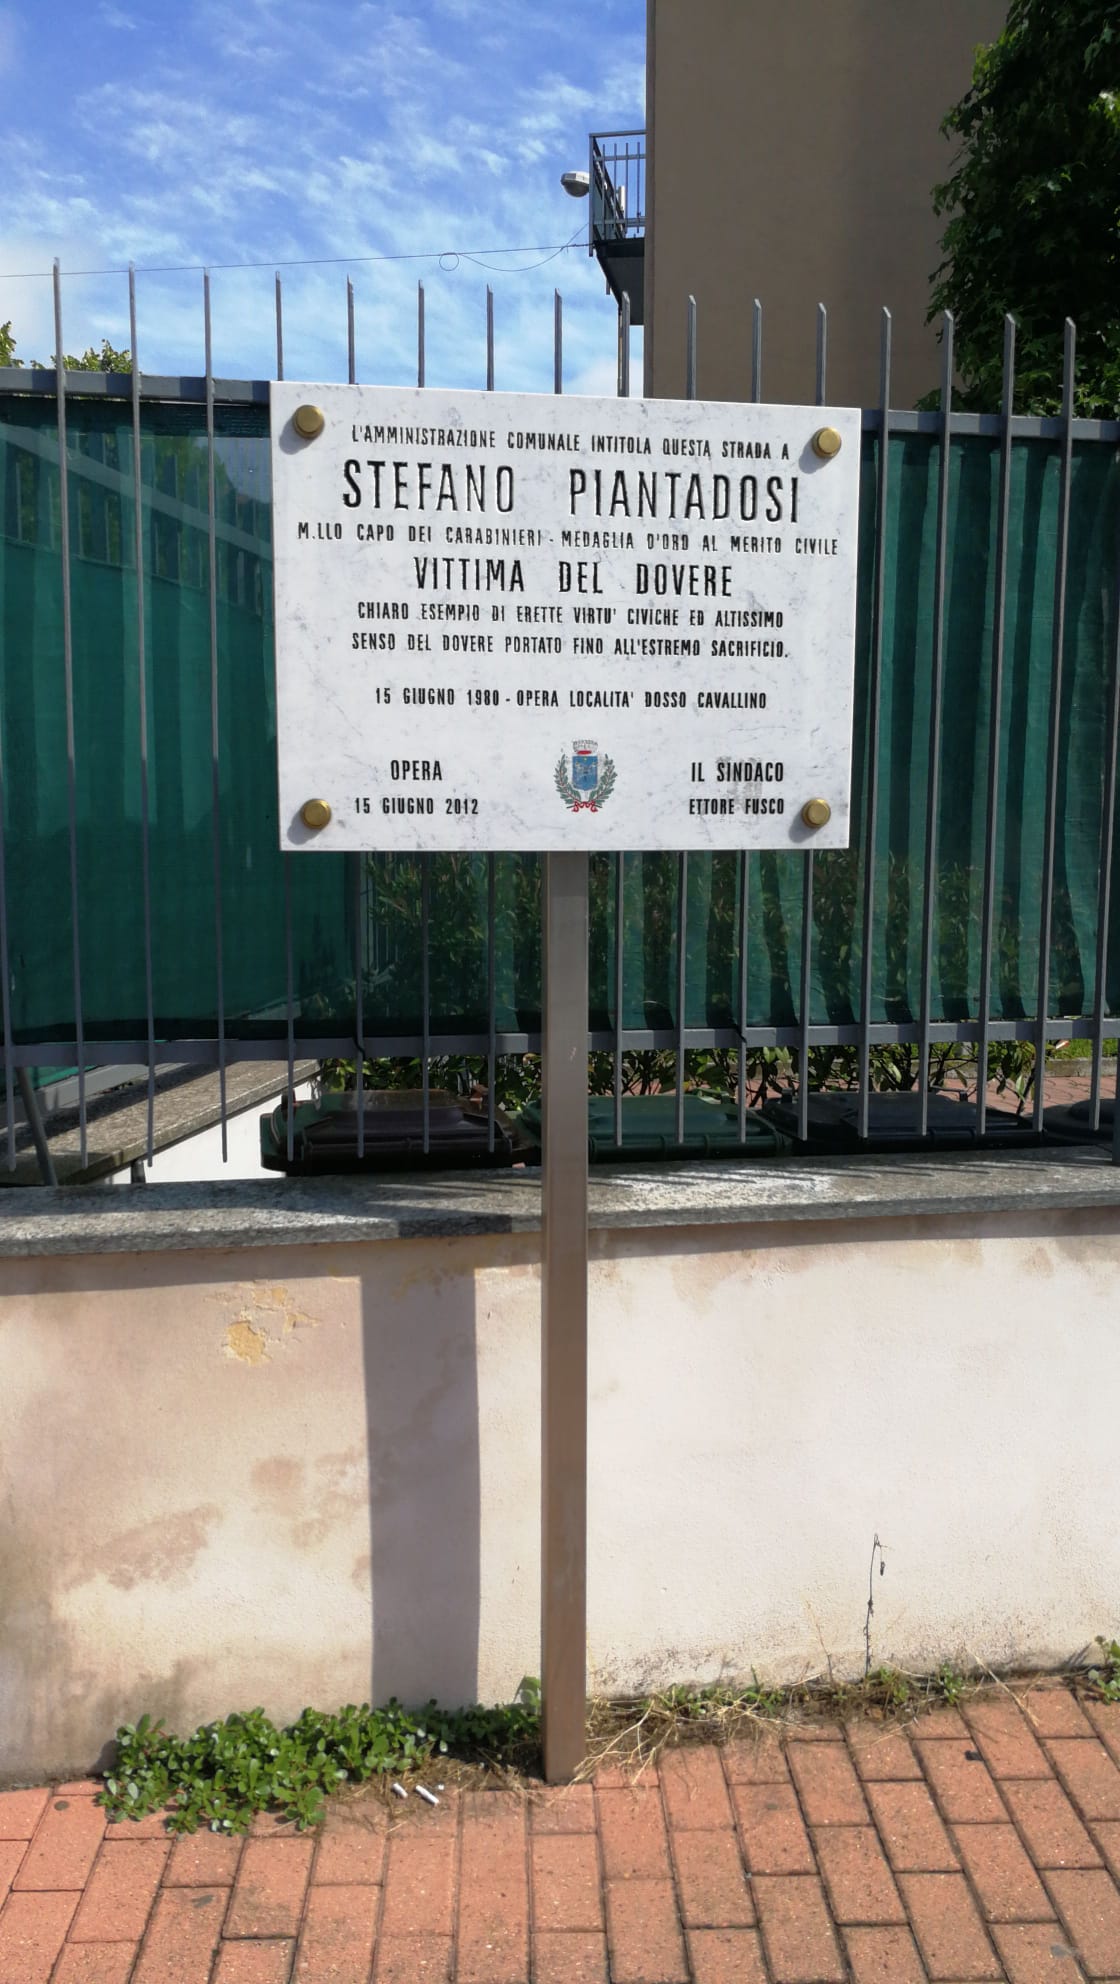 L'AMMINISTRAZIONE COMUNALE INTITOLA QUESTA STRADA A
STEFANO PIANTADOSI
M.LLO CAPO DEI CARABINIERI - MEDAGLIA D'ORO AL MERITO CIVILE
VITTIMA DEL DOVERE
CHIARO ESEMPIO DI ERETTE VIRTU' CIVICHE ED ALTISSIMO
SENSO DEL DOVERE PORTATO FINO ALL'ESTREMO SACRIFICIO.
15 GIUGNO 1980 - OPERA LOCALITA' DOSSO CAVALLINO
OPERA
15 GIUGNO 2012
IL SINDACO
ETTORE FUSCO